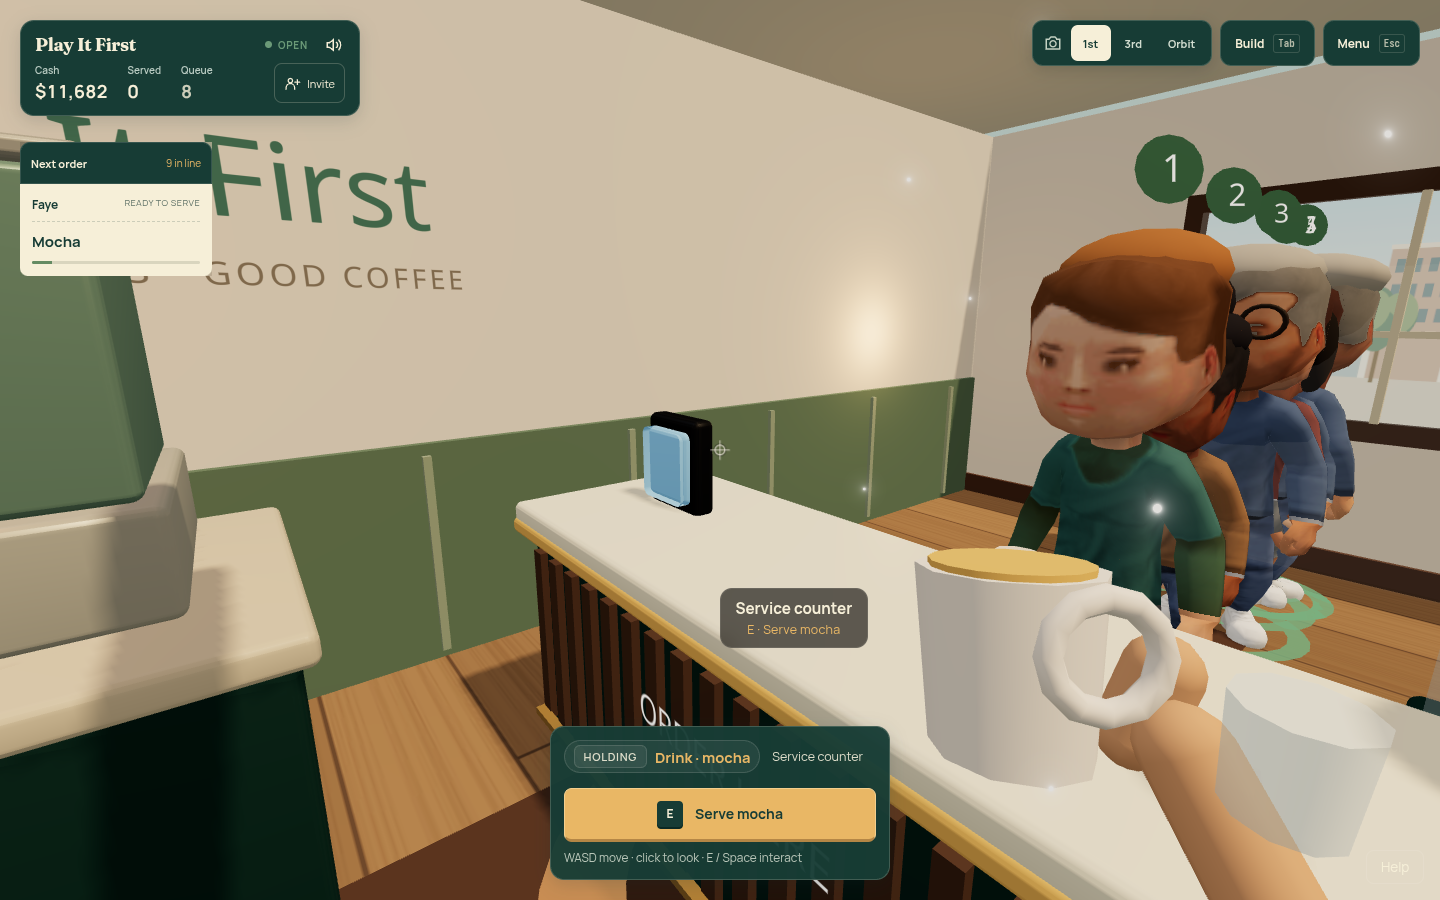 Play It First
OPEN
Cash
Served
Queue
$11,682
0
8
Invite
1st
3rd
Orbit
Build
Tab
Menu
Esc
It First
GOOD COFFEE
Next order
9 in line
Faye
READY TO SERVE
Mocha
1
2
3
Service counter
E · Serve mocha
HOLDING
Drink · mocha
Service counter
E
Serve mocha
WASD move · click to look · E / Space interact
Help